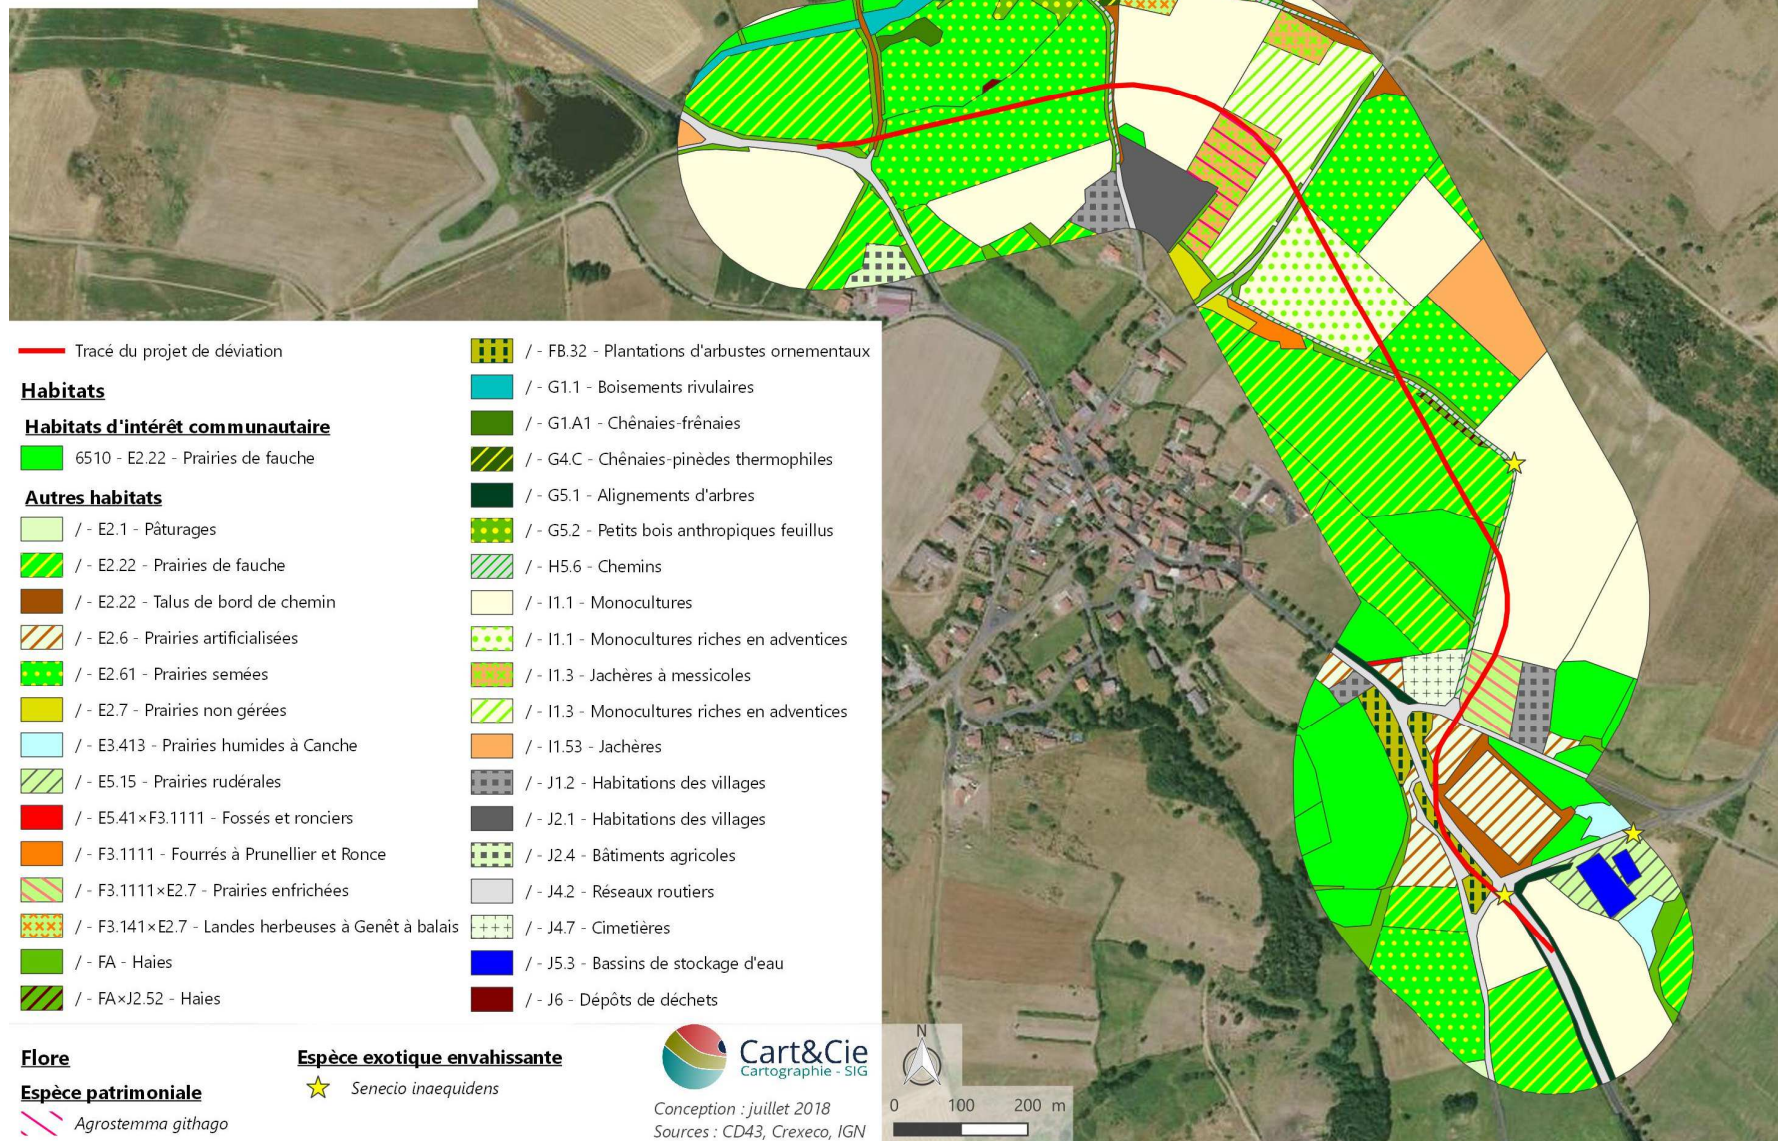 Tracé du projet de déviation
Habitats
Habitats d'intérêt communautaire
6510 - E2.22 - Prairies de fauche
Autres habitats
/ - E2.1 - Pâturages
/ - E2.22 - Prairies de fauche
/ - E2.22 - Talus de bord de chemin
/ - E2.6 - Prairies artificialisées
/ - E2.61 - Prairies semées
/ - E2.7 - Prairies non gérées
/ - E3.413 - Prairies humides à Canche
/ - E5.15 - Prairies rudérales
/ - E5.41×F3.1111 - Fossés et ronciers
/ - F3.1111 - Fourrés à Prunellier et Ronce
/ - F3.1111×E2.7 - Prairies enfrichées
/ - F3.141×E2.7 - Landes herbeuses à Genêt à balais
/ - FA - Haies
/ - FA×J2.52 - Haies
/ - FB.32 - Plantations d'arbustes ornementaux
/ - G1.1 - Boisements rivulaires
/ - G1.A1 - Chênaies-frênaies
/ - G4.C - Chênaies-pinèdes thermophiles
/ - G5.1 - Alignements d'arbres
/ - G5.2 - Petits bois anthropiques feuillus
/ - H5.6 - Chemins
/ - I1.1 - Monocultures
/ - I1.1 - Monocultures riches en adventices
/ - I1.3 - Jachères à messicoles
/ - I1.3 - Monocultures riches en adventices
/ - I1.53 - Jachères
/ - J1.2 - Habitations des villages
/ - J2.1 - Habitations des villages
/ - J2.4 - Bâtiments agricoles
/ - J4.2 - Réseaux routiers
/ - J4.7 - Cimetières
/ - J5.3 - Bassins de stockage d'eau
/ - J6 - Dépôts de déchets
Flore
Espèce patrimoniale
Agrostemma githago
Espèce exotique envahissante
Senecio inaequidens
Cart&Cie
Cartographie - SIG
Conception : juillet 2018
Sources : CD43, Crexeco, IGN
N
0 100 200 m